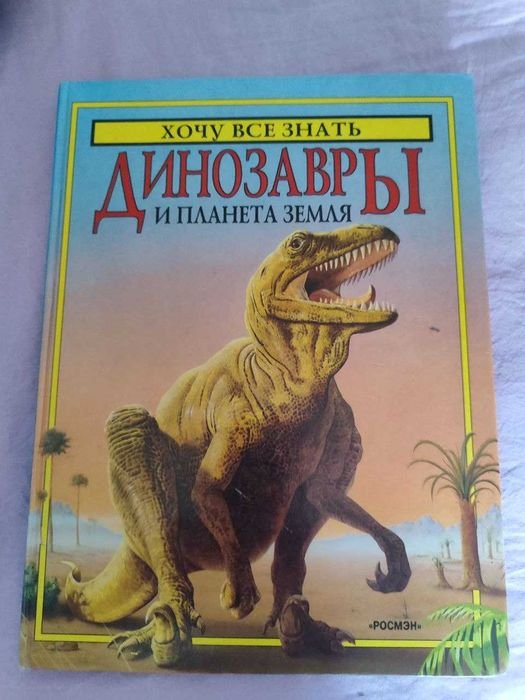 ХОЧУ ВСЕ ЗНАТЬ
ДИНОЗАВРЫ
И ПЛАНЕТА ЗЕМЛЯ
«РОСМЭН»